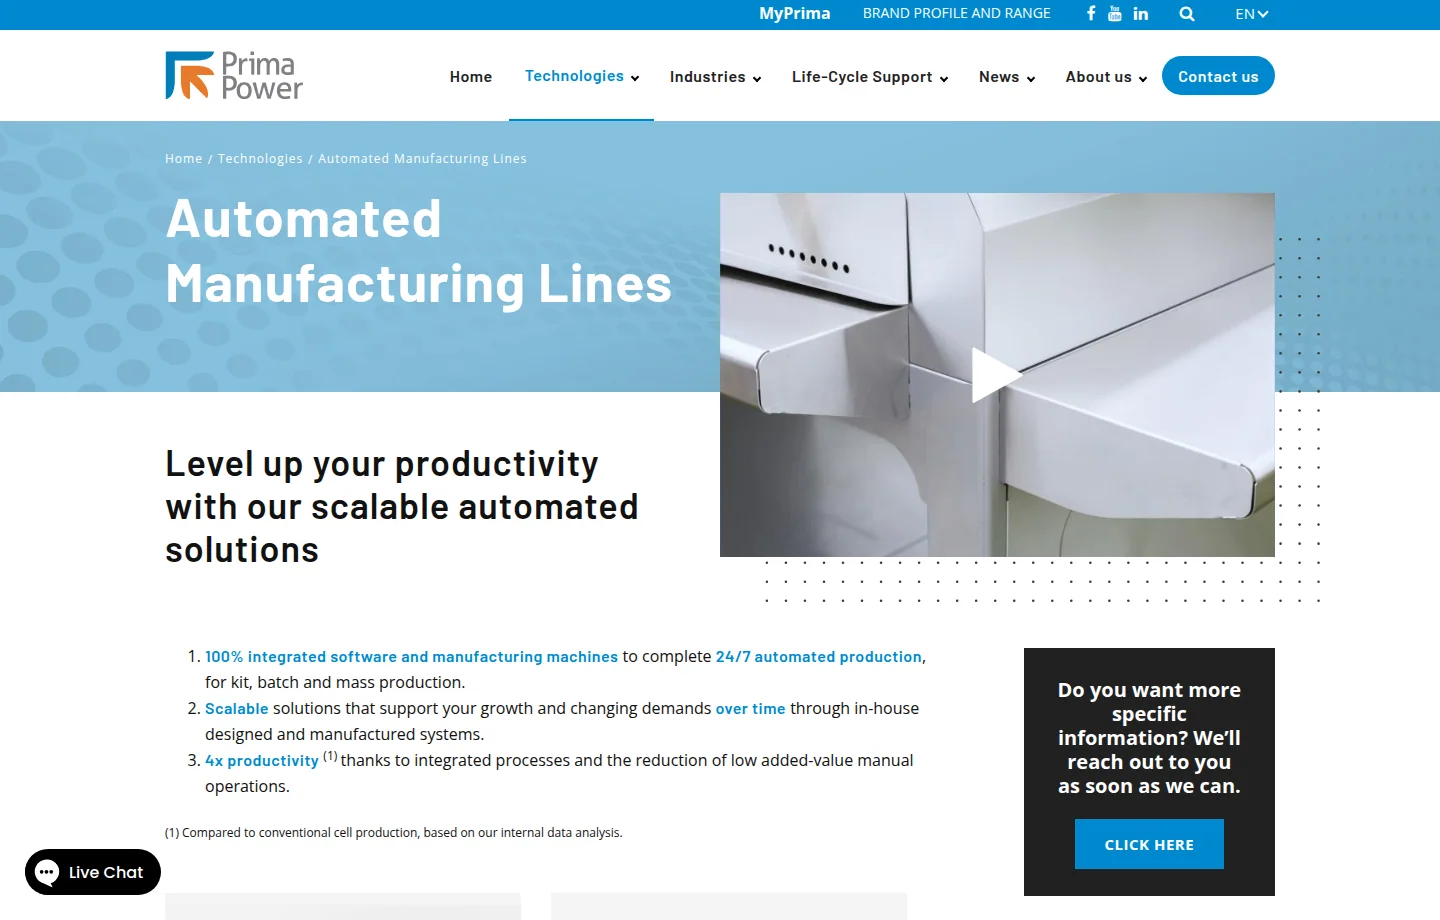 MyPrima
BRAND PROFILE AND RANGE
EN
Prima
Power
Home
Technologies
Industries
Life-Cycle Support
News
About us
Contact us
Home / Technologies / Automated Manufacturing Lines
Automated
Manufacturing Lines
Level up your productivity
with our scalable automated
solutions
1. 100% integrated software and manufacturing machines to complete 24/7 automated production,
for kit, batch and mass production.
2. Scalable solutions that support your growth and changing demands over time through in-house
designed and manufactured systems.
3. 4x productivity (1) thanks to integrated processes and the reduction of low added-value manual
operations.
(1) Compared to conventional cell production, based on our internal data analysis.
Do you want more
specific
information? We’ll
reach out to you
as soon as we can.
CLICK HERE
Live Chat